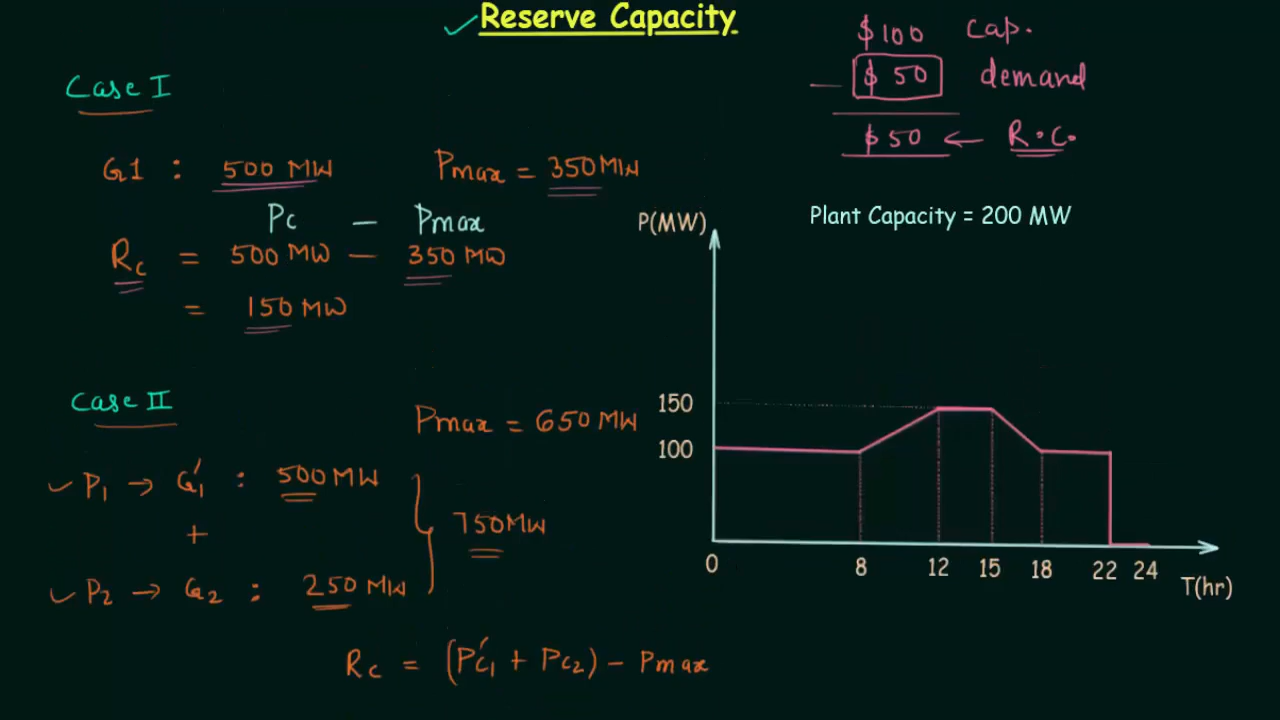 Reserve Capacity
$100 Cap.
– $50 demand
$50 ← R.C.
Case I
G1 : 500 MW Pmax = 350 MW
Pc – Pmax
Rc = 500 MW – 350 MW
= 150 MW
Case II
Pmax = 650 MW
P1 → G1' : 500 MW
+
750 MW
P2 → G2 : 250 MW
Rc = (Pc1' + Pc2) – Pmax
Plant Capacity = 200 MW
P(MW)
150
100
0 8 12 15 18 22 24
T(hr)